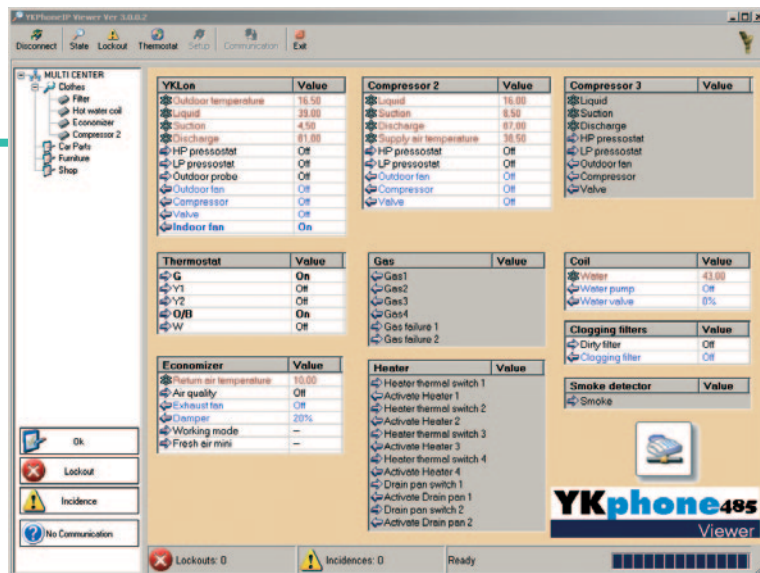 YKPhoneIP Viewer Ver 3.0.0.2
Disconnect State Lockout Thermostat Setup Communication Exit
MULTI CENTER
Clothes
Filter
Hot water coil
Economizer
Compressor 2
Car Parts
Furniture
Shop
YKLon Value
Outdoor temperature 16,50
Liquid 39,00
Suction 4,50
Discharge 61,00
HP pressostat Off
LP pressostat Off
Outdoor probe Off
Outdoor fan Off
Compressor Off
Valve Off
Indoor fan On
Compressor 2 Value
Liquid 16,00
Suction 8,50
Discharge 67,00
Supply air temperature 38,50
HP pressostat Off
LP pressostat Off
Outdoor fan Off
Compressor Off
Valve Off
Compressor 3 Value
Liquid
Suction
Discharge
HP pressostat
LP pressostat
Outdoor fan
Compressor
Valve
Thermostat Value
G On
Y1 Off
Y2 Off
O/B On
W Off
Gas Value
Gas1
Gas2
Gas3
Gas4
Gas failure 1
Gas failure 2
Coil Value
Water 43,00
Water pump Off
Water valve 0%
Clogging filters Value
Dirty filter Off
Clogging filter Off
Economizer Value
Return air temperature 10,00
Air quality Off
Exhaust fan Off
Damper 20%
Working mode –
Fresh air mini –
Heater Value
Heater thermal switch 1
Activate Heater 1
Heater thermal switch 2
Activate Heater 2
Heater thermal switch 3
Activate Heater 3
Heater thermal switch 4
Activate Heater 4
Drain pan switch 1
Activate Drain pan 1
Drain pan switch 2
Activate Drain pan 2
Smoke detector Value
Smoke
Ok
Lockout
Incidence
No Communication
YKphone485
Viewer
Lockouts: 0 Incidences: 0 Ready